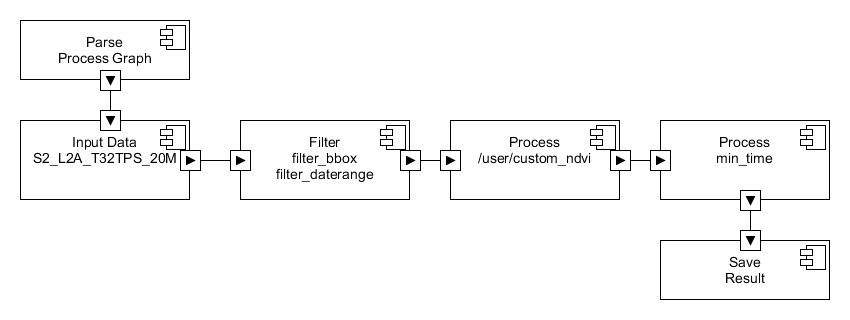 Parse
Process Graph
Input Data
S2_L2A_T32TPS_20M
Filter
filter_bbox
filter_daterange
Process
/user/custom_ndvi
Process
min_time
Save
Result